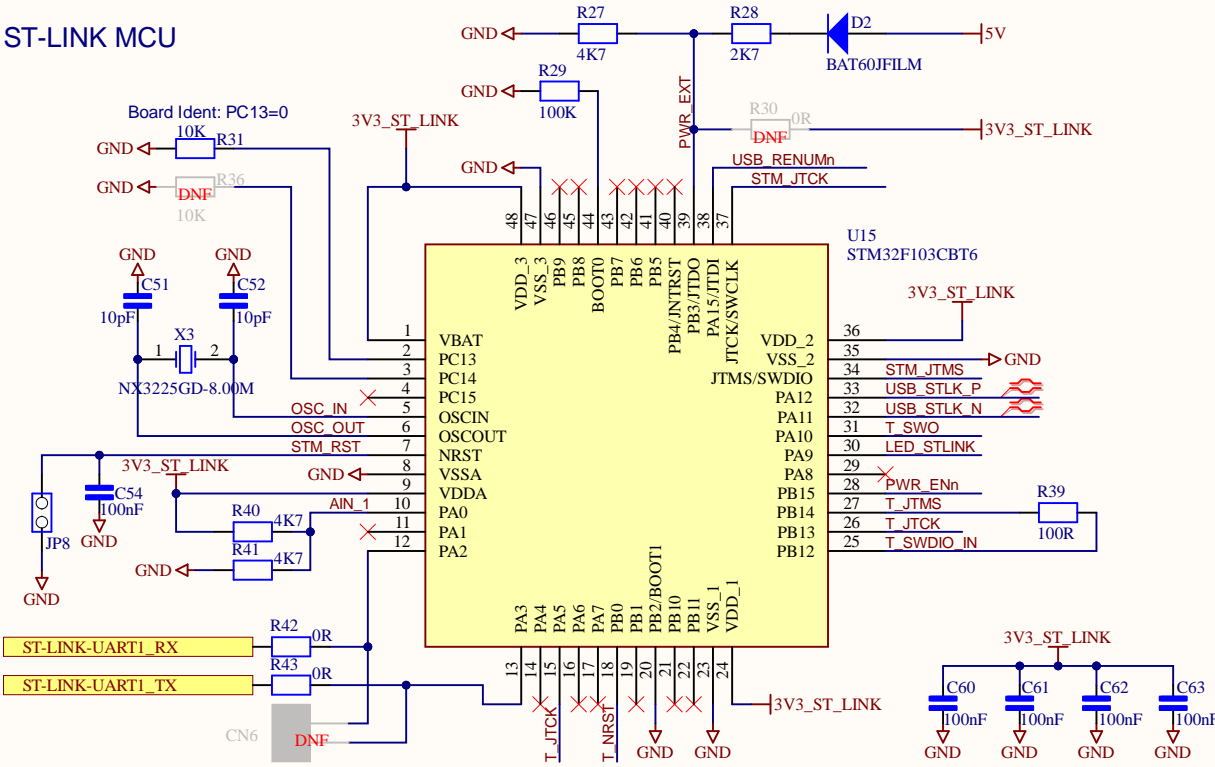 ST-LINK MCU
R27
GND
4K7
R28
2K7
D2
BAT60JFILM
5V
R29
GND
100K
PWR_EXT
R30
0R
DNF
3V3_ST_LINK
Board Ident: PC13=0
10K
GND
R31
GND
DNF
R36
10K
3V3_ST_LINK
GND
USB_RENUMn
STM_JTCK
48
47
46
45
44
43
42
41
40
39
38
37
VDD_3
VSS_3
PB9
PB8
BOOT0
PB7
PB6
PB5
PB4/JNTRST
PB3/JTDO
PA15/JTDI
JTCK/SWCLK
U15
STM32F103CBT6
GND
GND
C51
10pF
C52
10pF
X3
1
2
NX3225GD-8.00M
1 VBAT
2 PC13
3 PC14
4 PC15
OSC_IN 5 OSCIN
OSC_OUT 6 OSCOUT
STM_RST 7 NRST
GND 8 VSSA
9 VDDA
AIN_1 10 PA0
11 PA1
12 PA2
3V3_ST_LINK
C54
100nF
GND
JP8
GND
R40
4K7
R41
4K7
GND
3V3_ST_LINK
VDD_2 36
VSS_2 35 GND
JTMS/SWDIO 34 STM_JTMS
PA12 33 USB_STLK_P
PA11 32 USB_STLK_N
PA10 31 T_SWO
PA9 30 LED_STLINK
PA8 29
PB15 28 PWR_ENn
PB14 27 T_JTMS
PB13 26 T_JTCK
PB12 25 T_SWDIO_IN
R39
100R
PA3
PA4
PA5
PA6
PA7
PB0
PB1
PB2/BOOT1
PB10
PB11
VSS_1
VDD_1
13
14
15
16
17
18
19
20
21
22
23
24
T_JTCK
T_NRST
GND
GND
3V3_ST_LINK
ST-LINK-UART1_RX
R42
0R
ST-LINK-UART1_TX
R43
0R
CN6
DNF
3V3_ST_LINK
C60
100nF
GND
C61
100nF
GND
C62
100nF
GND
C63
100nF
GND